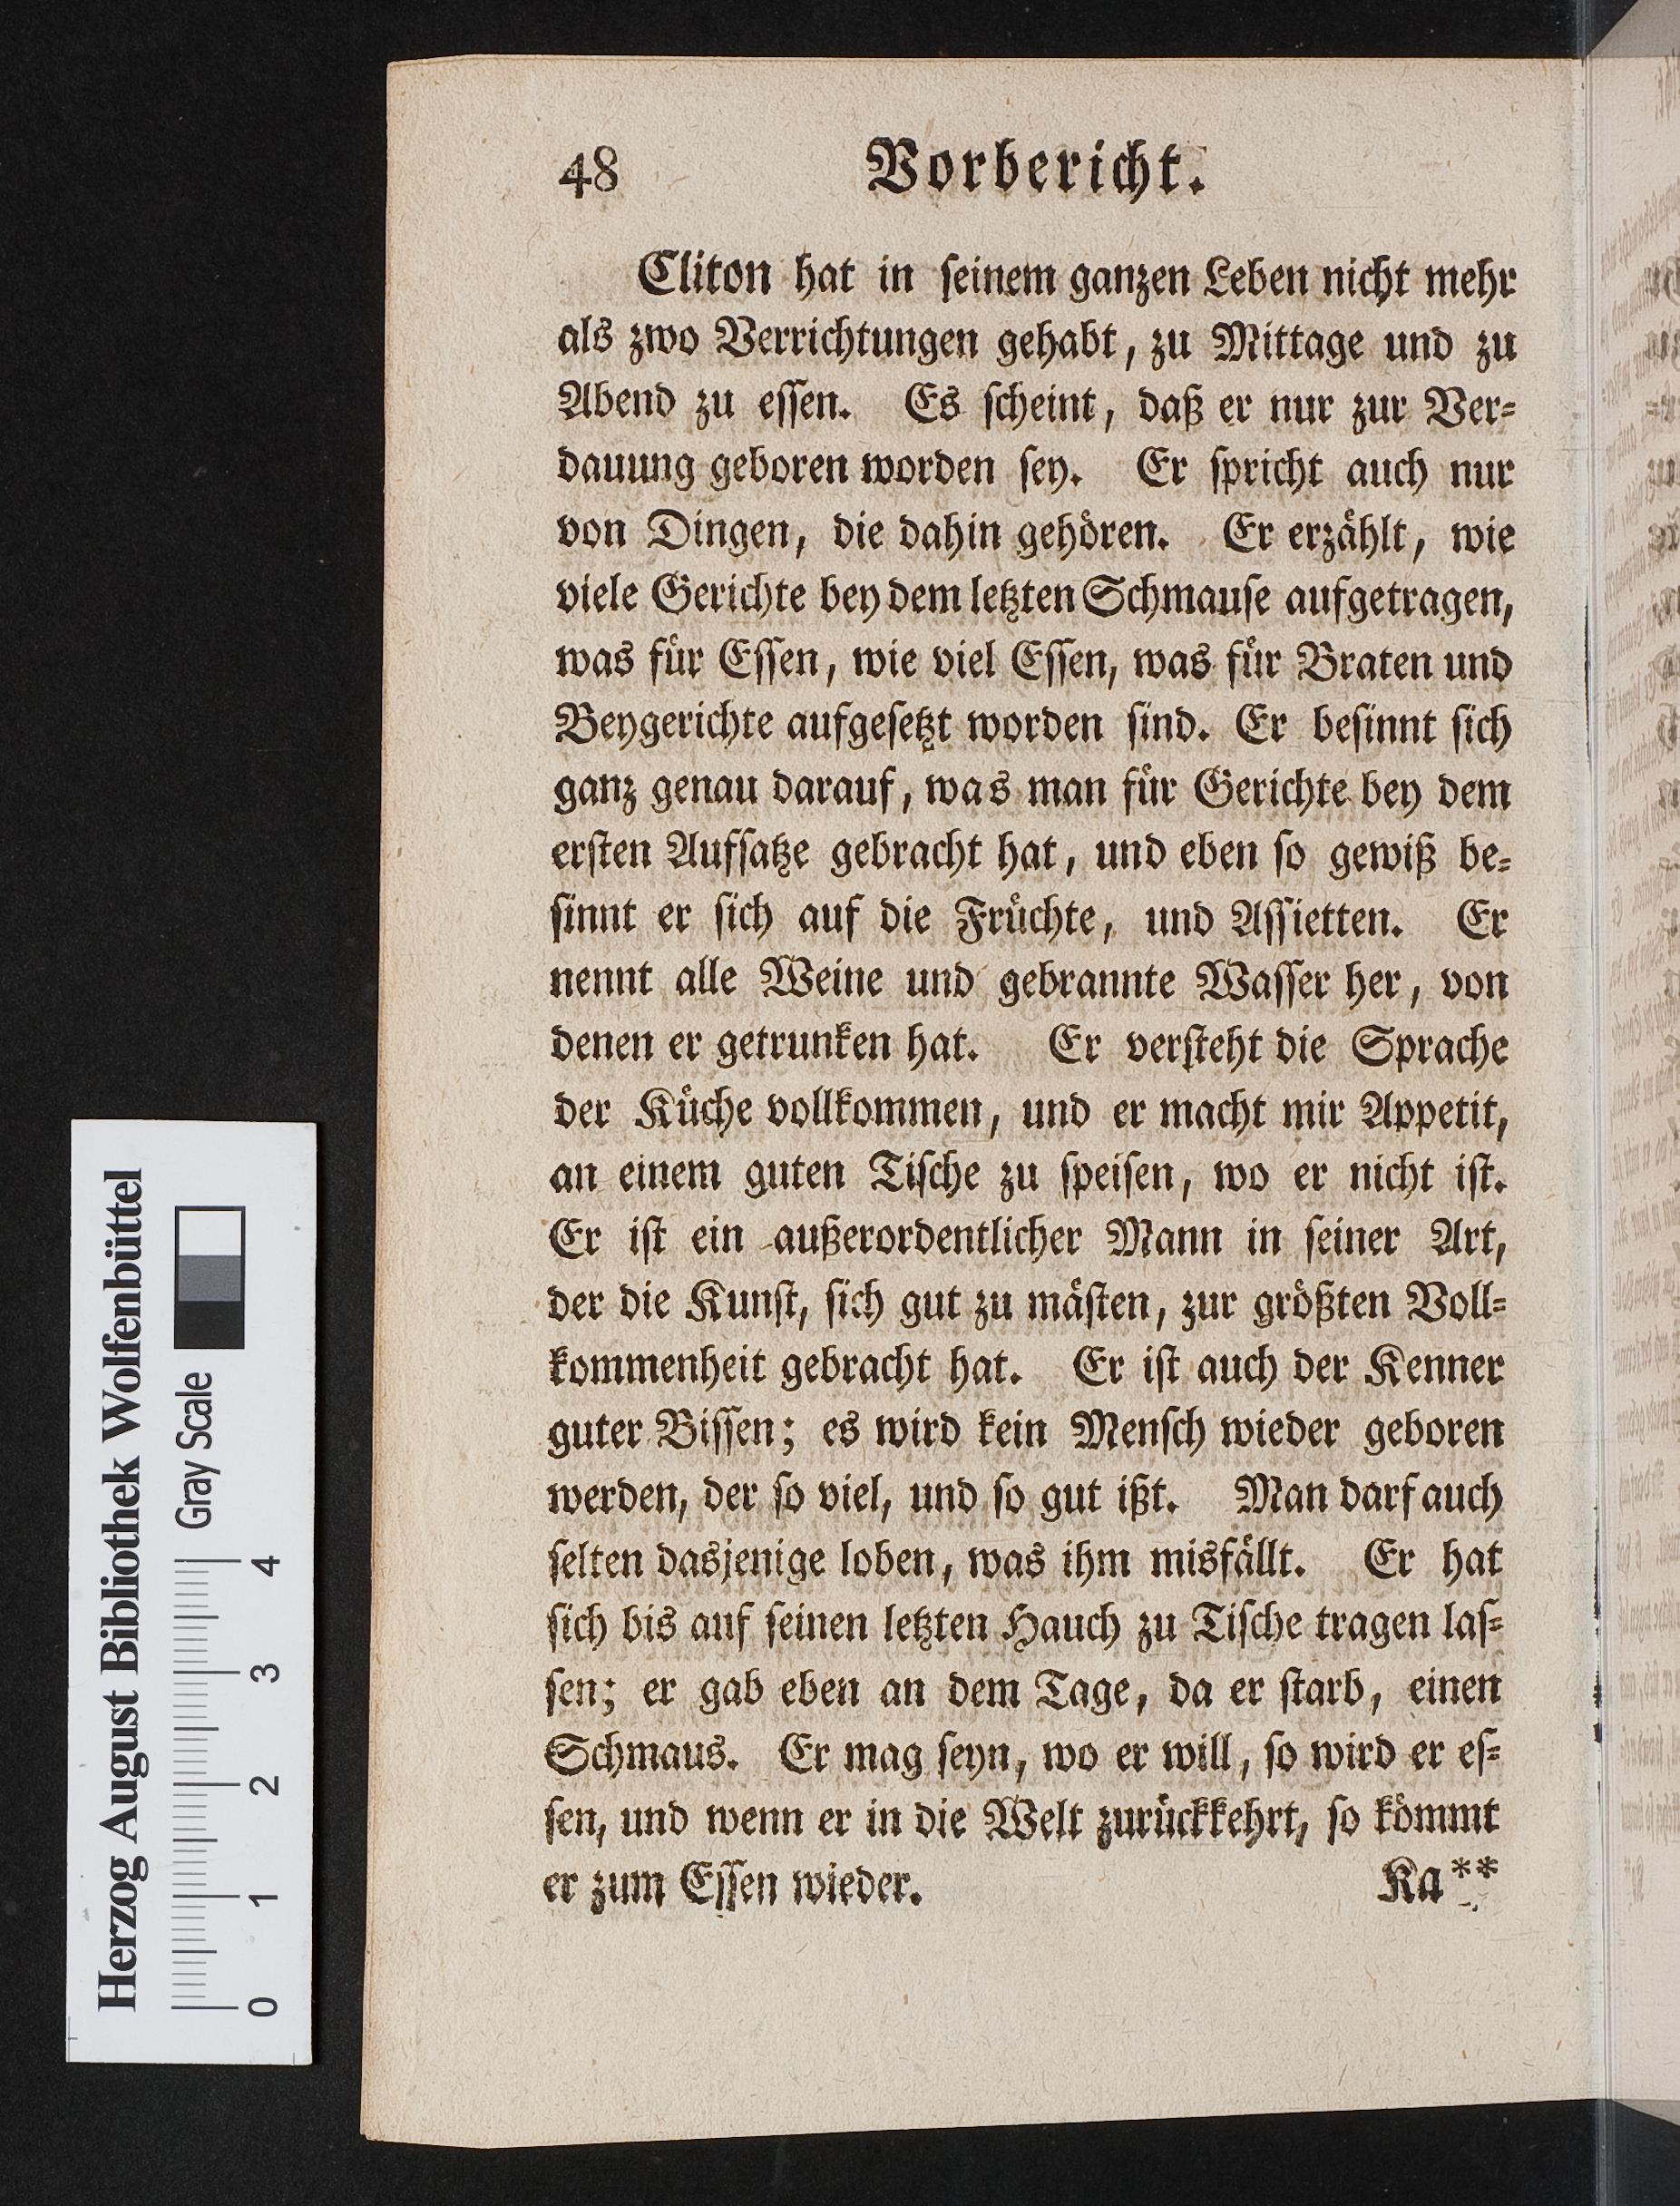 48 Vorbericht.
Cliton hat in ſeinem ganzen Leben nicht mehr
als zwo Verrichtungen gehabt, zu Mittage und zu
Abend zu eſſen. Es ſcheint, daß er nur zur Ver⸗
dauung geboren worden ſey. Er ſpricht auch nur
von Dingen, die dahin gehören. Er erzählt, wie
viele Gerichte bey dem letzten Schmauſe aufgetragen,
was für Eſſen, wie viel Eſſen, was für Braten und
Beygerichte aufgeſetzt worden ſind. Er beſinnt ſich
ganz genau darauf, was man für Gerichte bey dem
erſten Aufſatze gebracht hat, und eben ſo gewiß be⸗
ſinnt er ſich auf die Früchte, und Aſſietten. Er
nennt alle Weine und gebrannte Waſſer her, von
denen er getrunken hat. Er verſteht die Sprache
der Küche vollkommen, und er macht mir Appetit,
an einem guten Tiſche zu ſpeiſen, wo er nicht iſt.
Er iſt ein außerordentlicher Mann in ſeiner Art,
der die Kunſt, ſich gut zu mäſten, zur größten Voll⸗
kommenheit gebracht hat. Er iſt auch der Kenner
guter Biſſen; es wird kein Menſch wieder geboren
werden, der ſo viel, und ſo gut ißt. Man darf auch
ſelten dasjenige loben, was ihm misfällt. Er hat
ſich bis auf ſeinen letzten Hauch zu Tiſche tragen laſ⸗
ſen; er gab eben an dem Tage, da er ſtarb, einen
Schmaus. Er mag ſeyn, wo er will, ſo wird er eſ⸗
ſen, und wenn er in die Welt zurückkehrt, ſo kömmt
er zum Eſſen wieder. Ka**
Herzog August Bibliothek Wolfenbüttel
Gray Scale
0 1 2 3 4